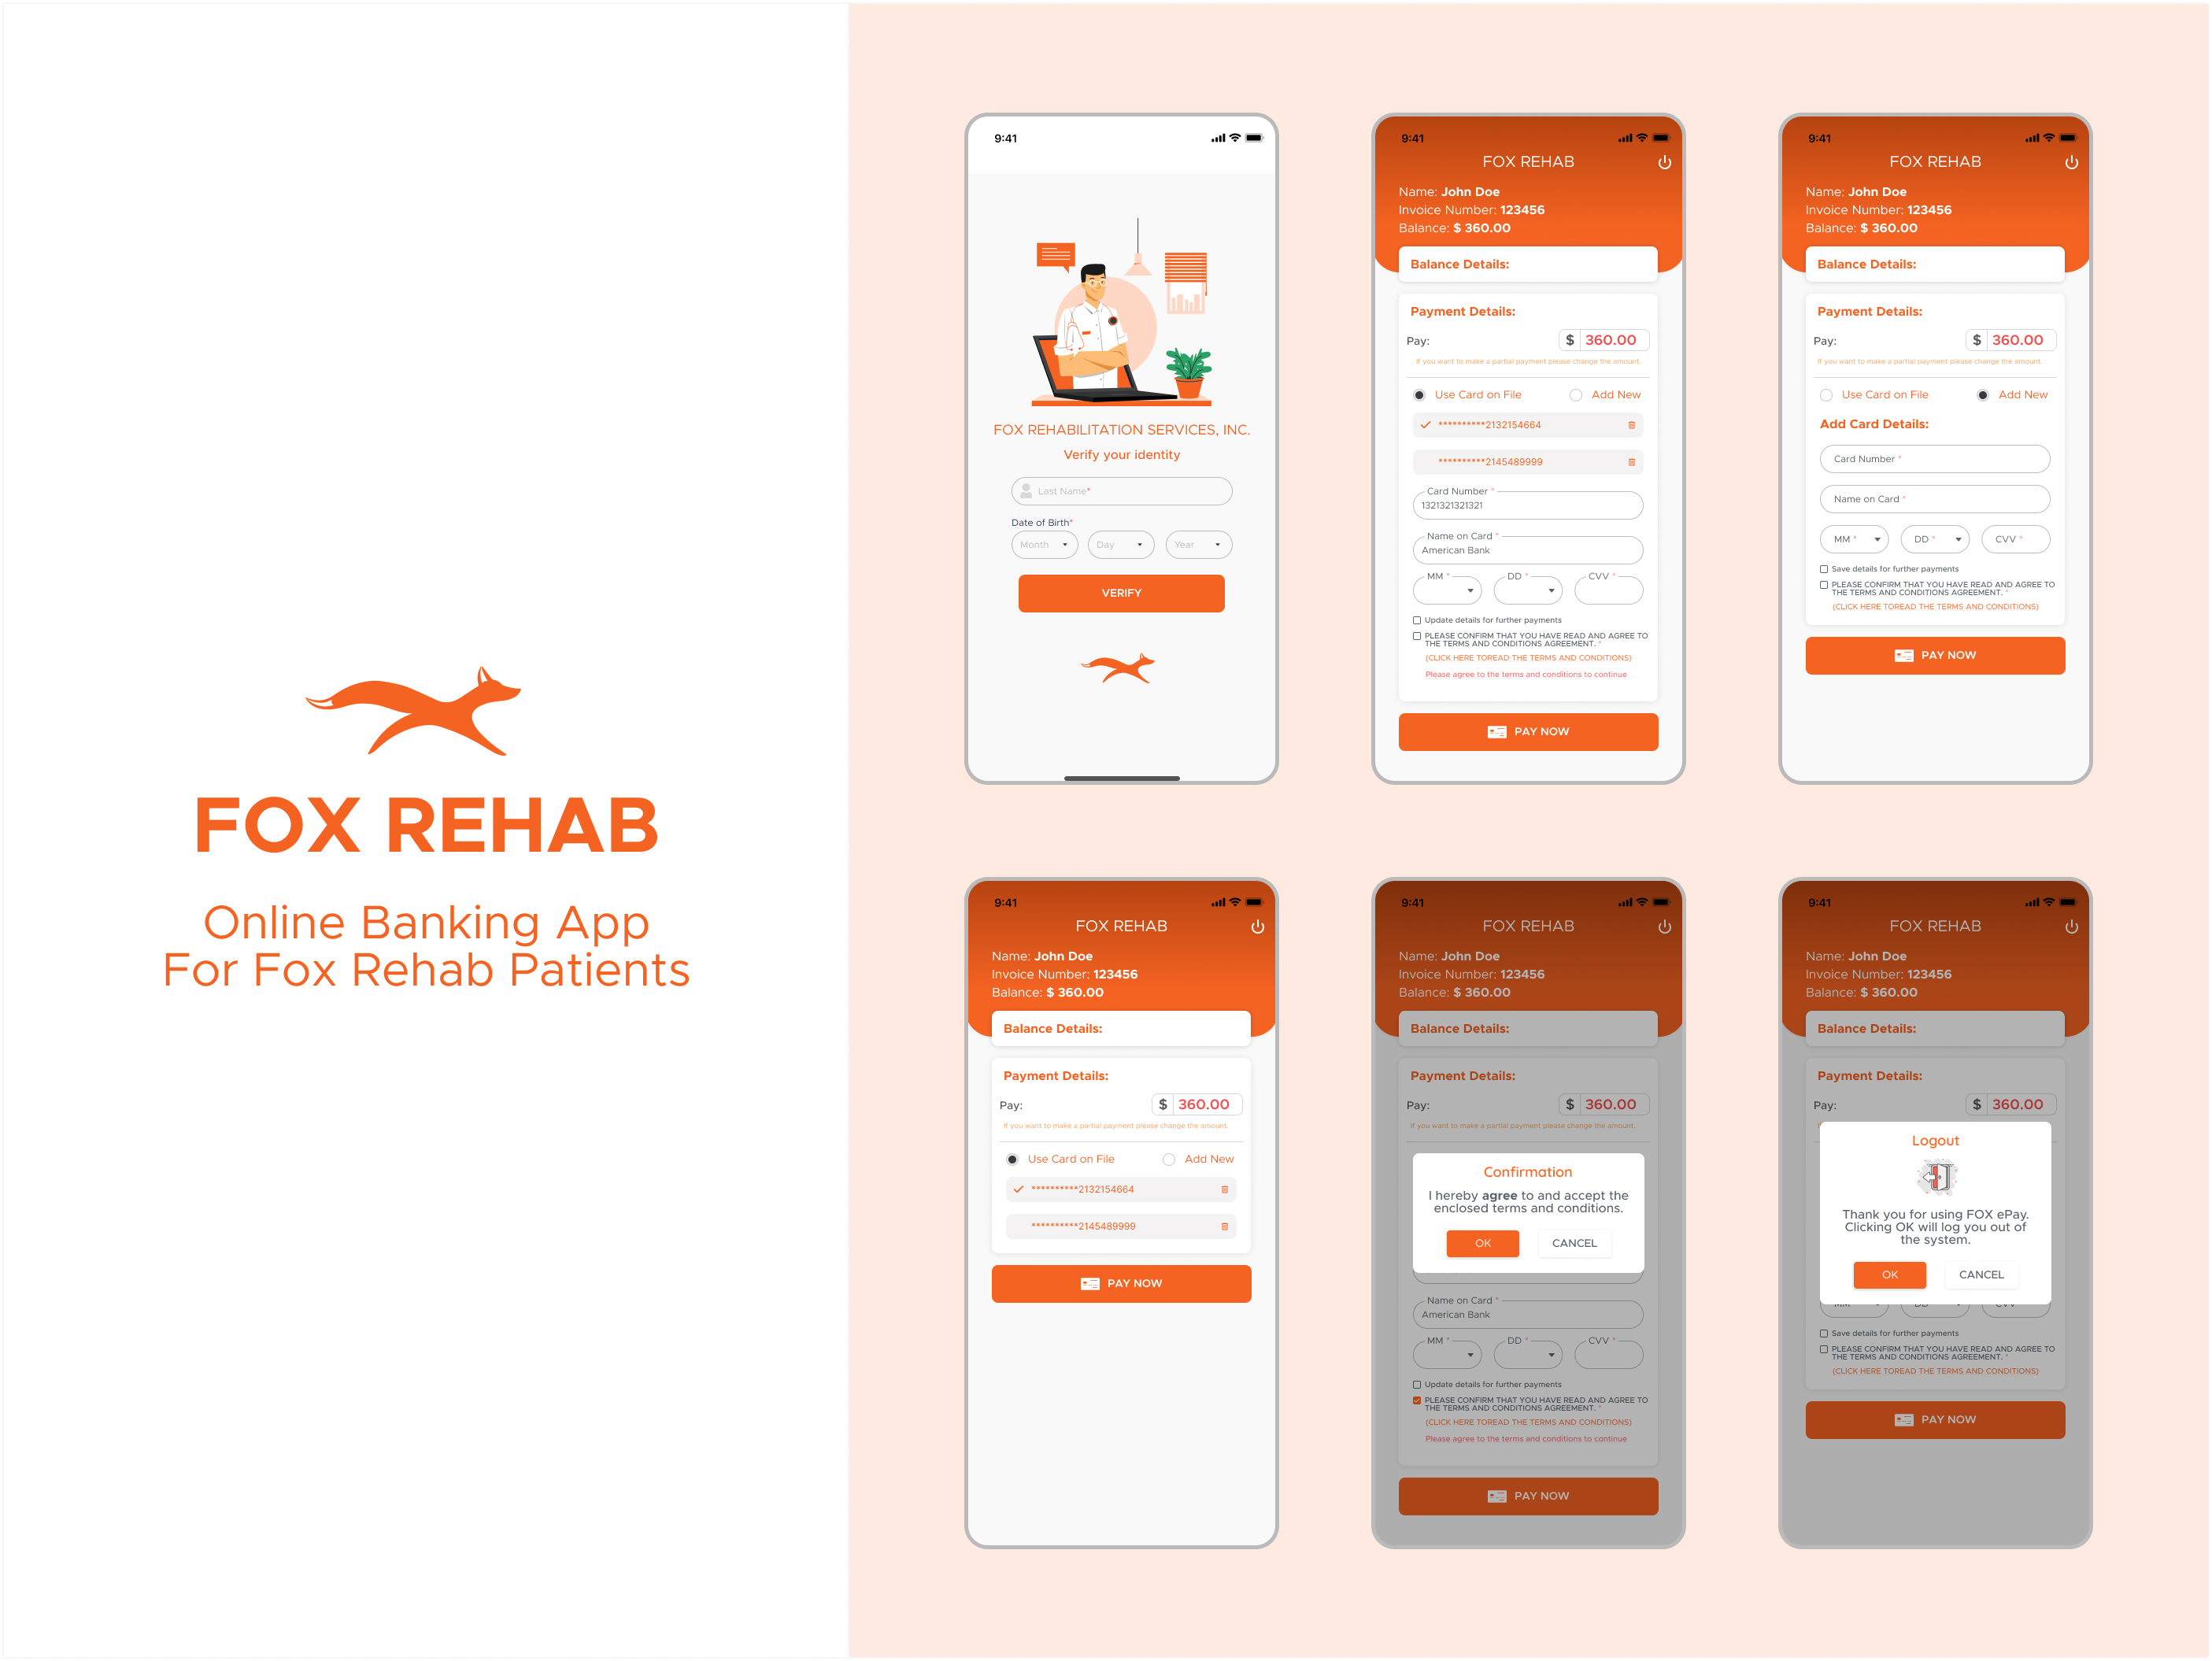 FOX REHAB
Online Banking App
For Fox Rehab Patients
9:41
FOX REHABILITATION SERVICES, INC.
Verify your identity
Last Name*
Date of Birth*
Month Day Year
VERIFY
9:41
FOX REHAB
Name: John Doe
Invoice Number: 123456
Balance: $ 360.00
Balance Details:
Payment Details:
Pay: $ 360.00
If you want to make a partial payment please change the amount.
Use Card on File Add New
**********2132154664
**********2145489999
Card Number *
1321321321321
Name on Card *
American Bank
MM * DD * CVV *
Update details for further payments
PLEASE CONFIRM THAT YOU HAVE READ AND AGREE TO
THE TERMS AND CONDITIONS AGREEMENT. *
(CLICK HERE TOREAD THE TERMS AND CONDITIONS)
Please agree to the terms and conditions to continue
PAY NOW
9:41
FOX REHAB
Name: John Doe
Invoice Number: 123456
Balance: $ 360.00
Balance Details:
Payment Details:
Pay: $ 360.00
If you want to make a partial payment please change the amount.
Use Card on File Add New
Add Card Details:
Card Number *
Name on Card *
MM * DD * CVV *
Save details for further payments
PLEASE CONFIRM THAT YOU HAVE READ AND AGREE TO
THE TERMS AND CONDITIONS AGREEMENT. *
(CLICK HERE TOREAD THE TERMS AND CONDITIONS)
PAY NOW
9:41
FOX REHAB
Name: John Doe
Invoice Number: 123456
Balance: $ 360.00
Balance Details:
Payment Details:
Pay: $ 360.00
If you want to make a partial payment please change the amount.
Use Card on File Add New
**********2132154664
**********2145489999
PAY NOW
9:41
FOX REHAB
Name: John Doe
Invoice Number: 123456
Balance: $ 360.00
Balance Details:
Payment Details:
Pay: $ 360.00
If you want to make a partial payment please change the amount.
Confirmation
I hereby agree to and accept the
enclosed terms and conditions.
OK CANCEL
Name on Card *
American Bank
MM * DD * CVV *
Update details for further payments
PLEASE CONFIRM THAT YOU HAVE READ AND AGREE TO
THE TERMS AND CONDITIONS AGREEMENT. *
(CLICK HERE TOREAD THE TERMS AND CONDITIONS)
Please agree to the terms and conditions to continue
PAY NOW
9:41
FOX REHAB
Name: John Doe
Invoice Number: 123456
Balance: $ 360.00
Balance Details:
Payment Details:
Pay: $ 360.00
Logout
Thank you for using FOX ePay.
Clicking OK will log you out of
the system.
OK CANCEL
Save details for further payments
PLEASE CONFIRM THAT YOU HAVE READ AND AGREE TO
THE TERMS AND CONDITIONS AGREEMENT. *
(CLICK HERE TOREAD THE TERMS AND CONDITIONS)
PAY NOW